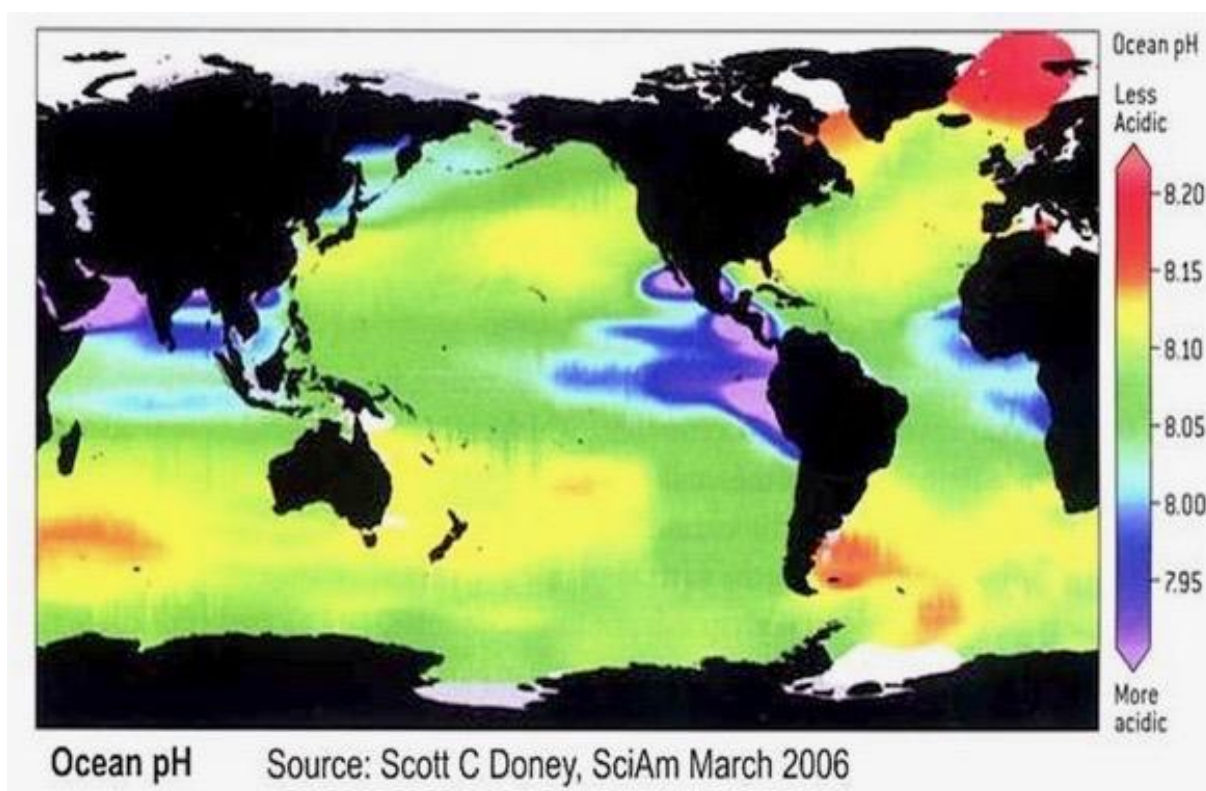 Ocean pH
Less
Acidic
8.20
8.15
8.10
8.05
8.00
7.95
More
acidic
Ocean pH Source: Scott C Doney, SciAm March 2006